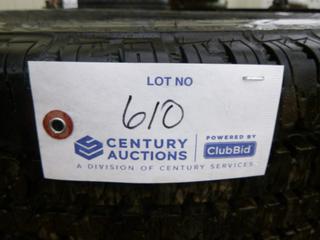 LOT NO
610
CENTURY AUCTIONS
POWERED BY
ClubBid
A DIVISION OF CENTURY SERVICES